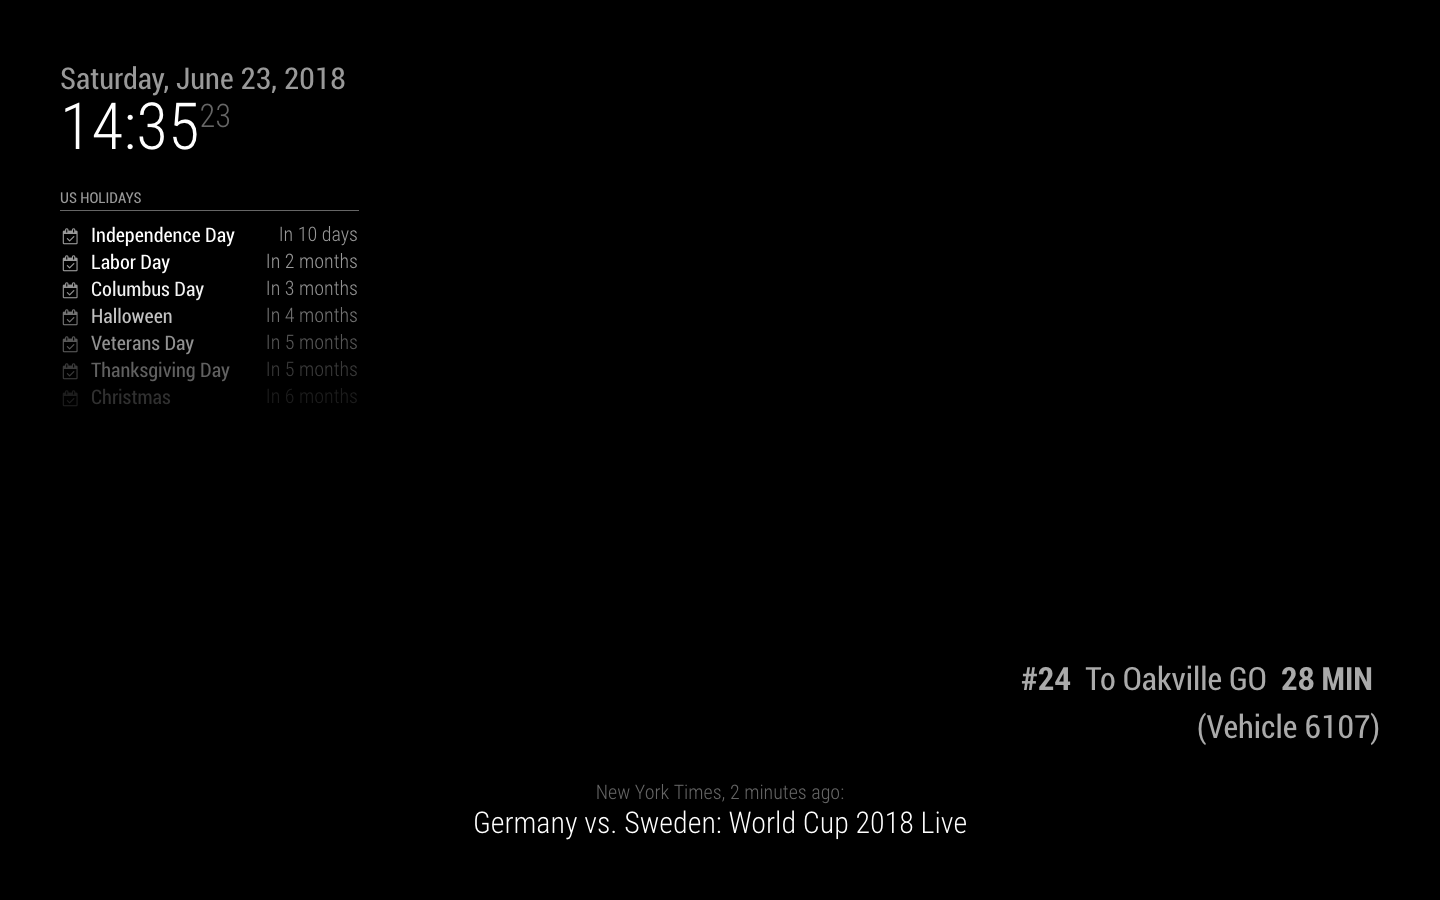 Saturday, June 23, 2018
14:35 23
US HOLIDAYS
Independence Day In 10 days
Labor Day In 2 months
Columbus Day In 3 months
Halloween In 4 months
Veterans Day In 5 months
Thanksgiving Day In 5 months
Christmas In 6 months
#24 To Oakville GO 28 MIN
(Vehicle 6107)
New York Times, 2 minutes ago:
Germany vs. Sweden: World Cup 2018 Live